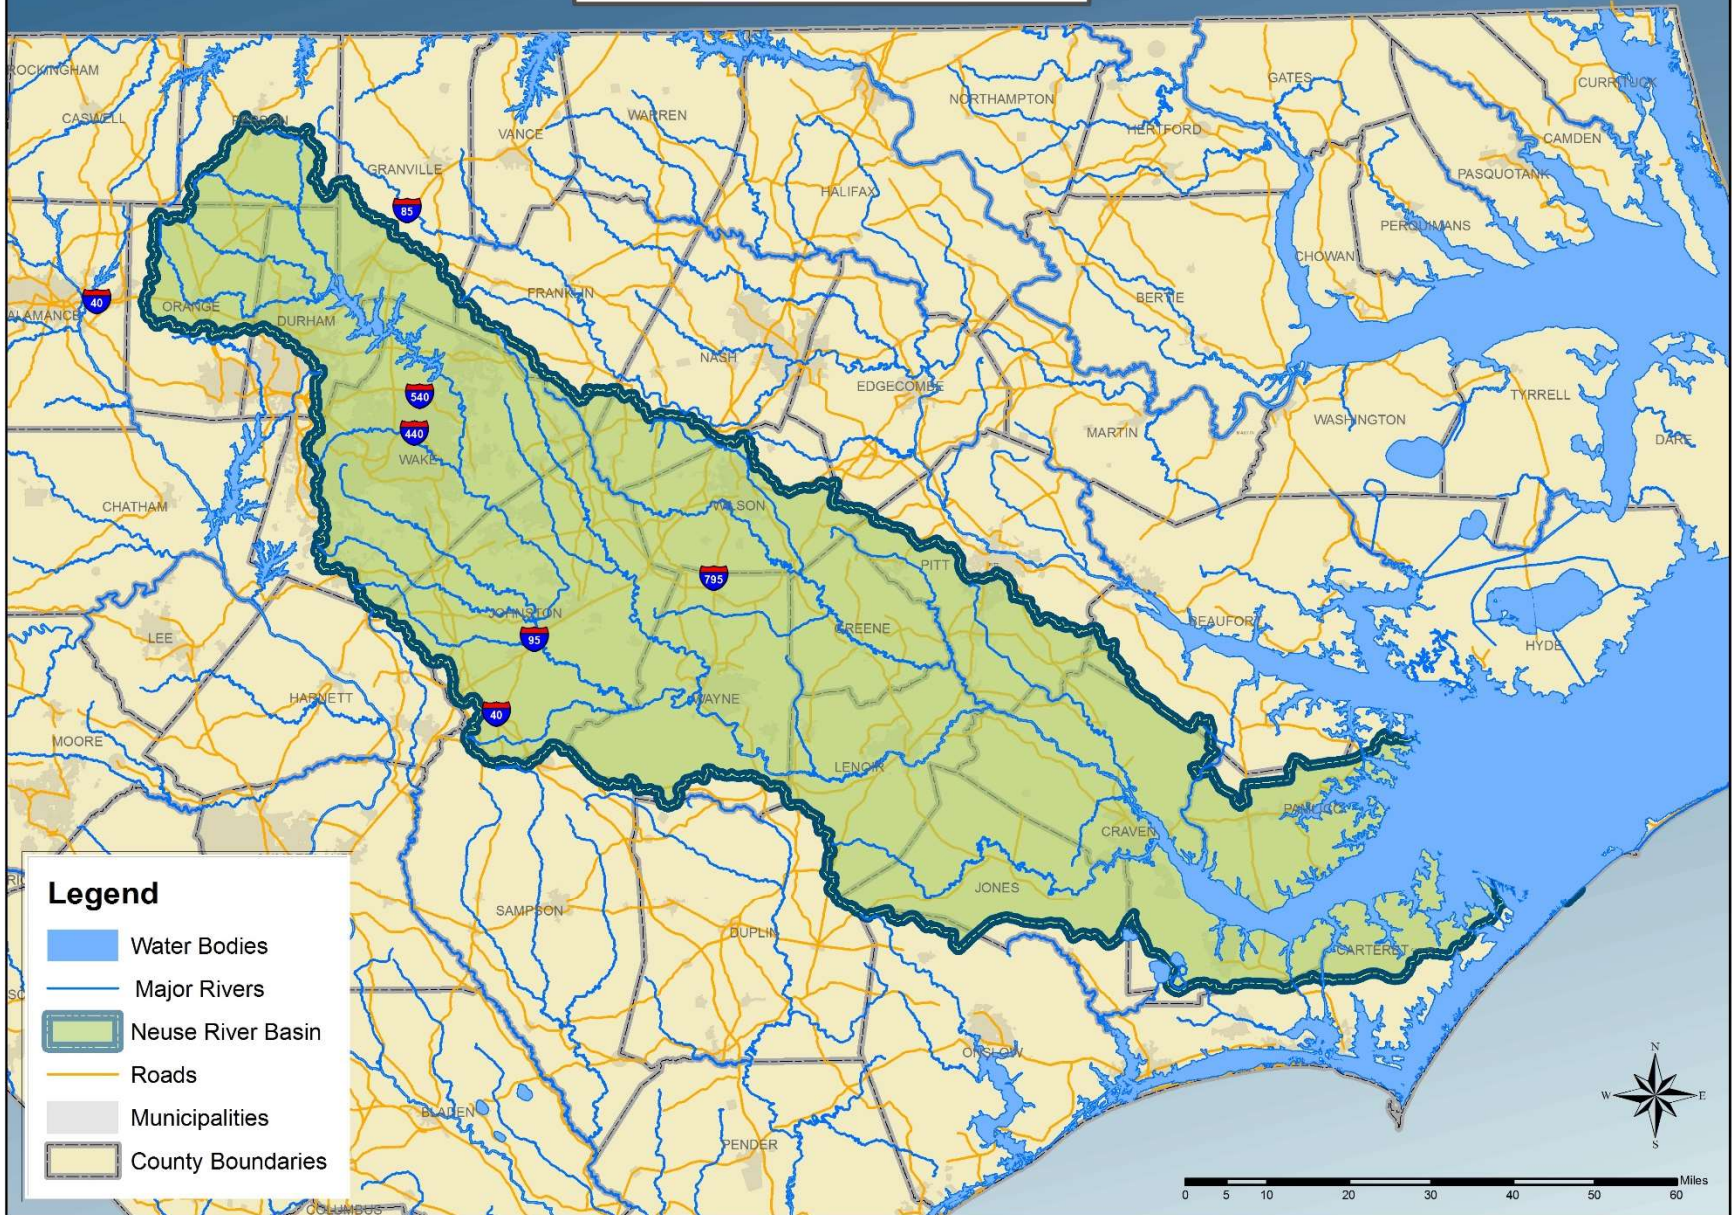 ROCKINGHAM
CASWELL
PERSON
GRANVILLE
VANCE
WARREN
NORTHAMPTON
GATES
CURRITUCK
HERTFORD
CAMDEN
PASQUOTANK
HALIFAX
PERQUIMANS
CHOWAN
85
40
ALAMANCE
ORANGE
DURHAM
FRANKLIN
BERTIE
NASH
EDGECOMBE
540
440
WAKE
MARTIN
WASHINGTON
TYRRELL
DARE
CHATHAM
WILSON
PITT
795
JOHNSTON
95
GREENE
BEAUFORT
HYDE
LEE
HARNETT
40
WAYNE
MOORE
LENOIR
PAMLICO
CRAVEN
JONES
SAMPSON
DUPLIN
CARTERET
ONSLOW
BLADEN
PENDER
COLUMBUS
Legend
Water Bodies
Major Rivers
Neuse River Basin
Roads
Municipalities
County Boundaries
N
W
E
S
Miles
0 5 10 20 30 40 50 60